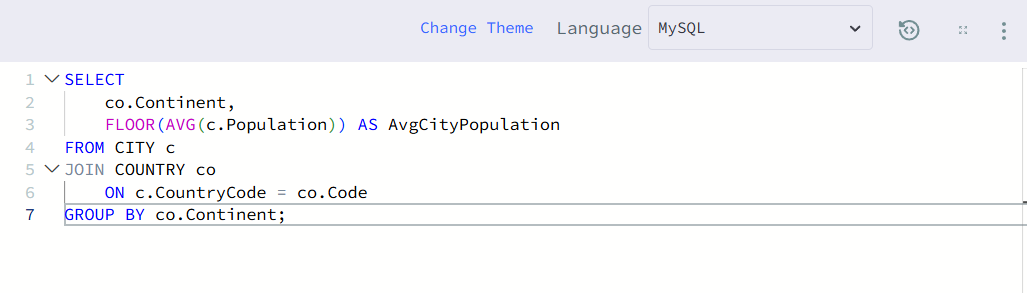 Change Theme Language MySQL
1 SELECT
2 co.Continent,
3 FLOOR(AVG(c.Population)) AS AvgCityPopulation
4 FROM CITY c
5 JOIN COUNTRY co
6 ON c.CountryCode = co.Code
7 GROUP BY co.Continent;